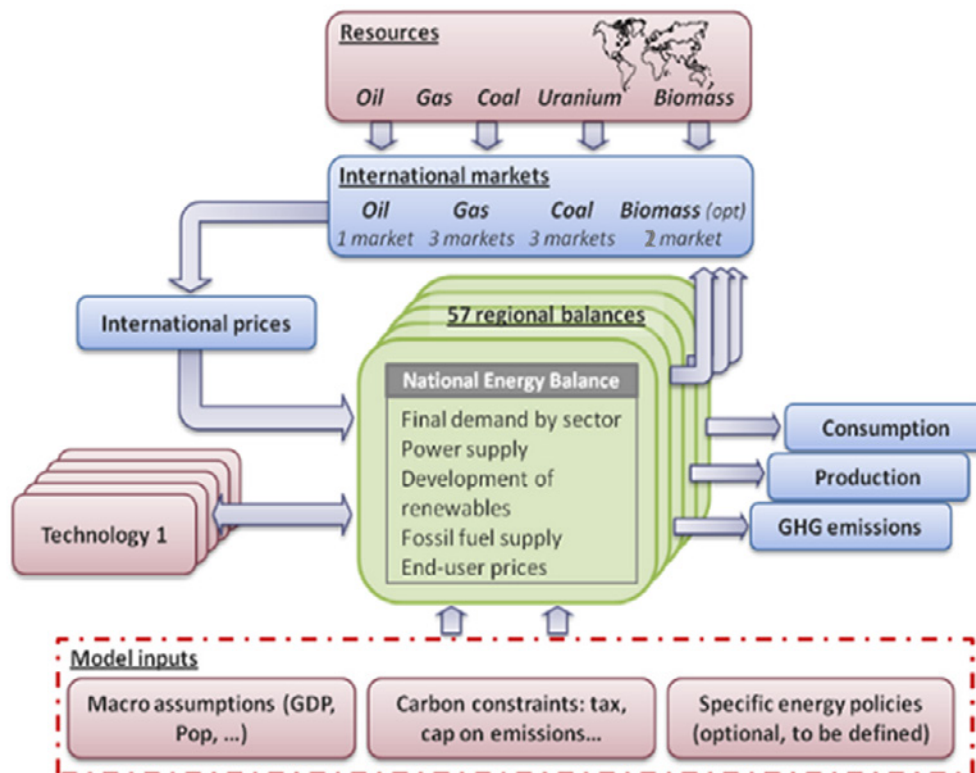 Resources
Oil Gas Coal Uranium Biomass
International markets
Oil Gas Coal Biomass (opt)
1 market 3 markets 3 markets 2 market
International prices
57 regional balances
National Energy Balance
Final demand by sector
Power supply
Development of
renewables
Fossil fuel supply
End-user prices
Consumption
Production
GHG emissions
Technology 1
Model inputs
Macro assumptions (GDP,
Pop, ...)
Carbon constraints: tax,
cap on emissions...
Specific energy policies
(optional, to be defined)